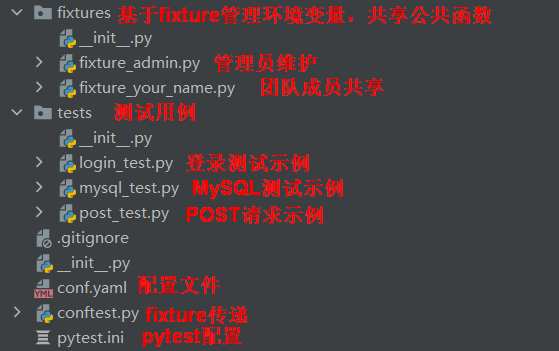 fixtures 基于fixture管理环境变量，共享公共函数
__init__.py
fixture_admin.py 管理员维护
fixture_your_name.py 团队成员共享
tests 测试用例
__init__.py
login_test.py 登录测试示例
mysql_test.py MySQL测试示例
post_test.py POST请求示例
.gitignore
__init__.py
YML conf.yaml 配置文件
conftest.py fixture传递
pytest.ini pytest配置